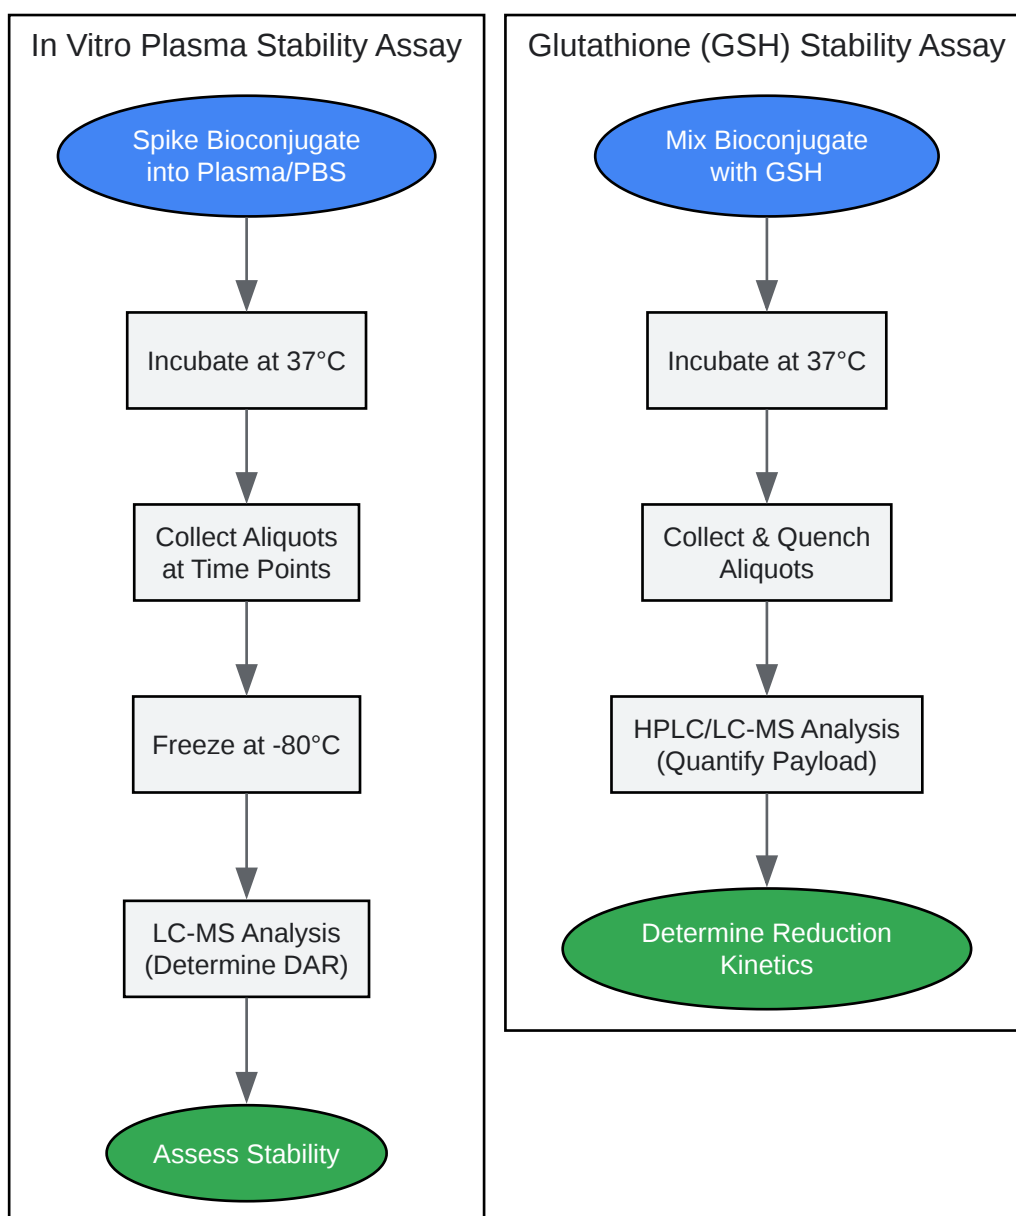 In Vitro Plasma Stability Assay
Spike Bioconjugate
into Plasma/PBS
Incubate at 37°C
Collect Aliquots
at Time Points
Freeze at -80°C
LC-MS Analysis
(Determine DAR)
Assess Stability
Glutathione (GSH) Stability Assay
Mix Bioconjugate
with GSH
Incubate at 37°C
Collect & Quench
Aliquots
HPLC/LC-MS Analysis
(Quantify Payload)
Determine Reduction
Kinetics